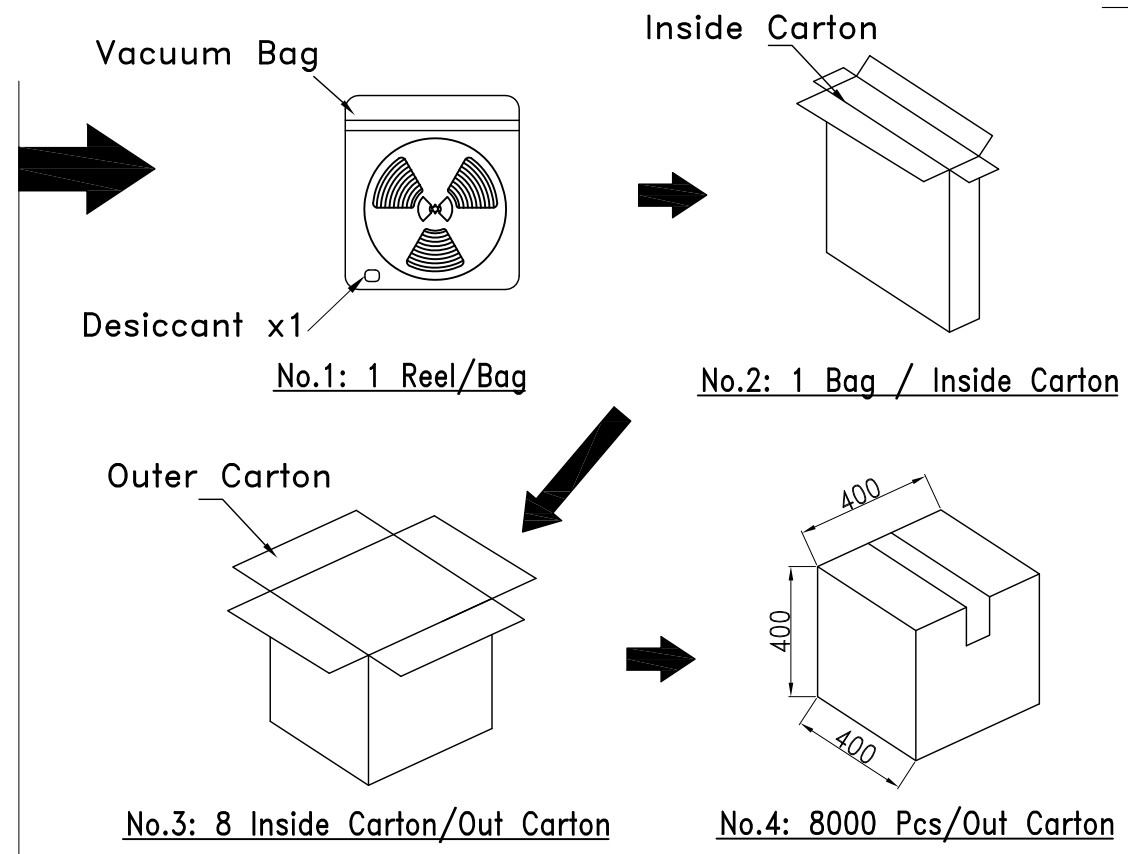 Vacuum Bag
Inside Carton
Desiccant x1
No.1: 1 Reel/Bag
No.2: 1 Bag / Inside Carton
Outer Carton
400
400
400
No.3: 8 Inside Carton/Out Carton
No.4: 8000 Pcs/Out Carton